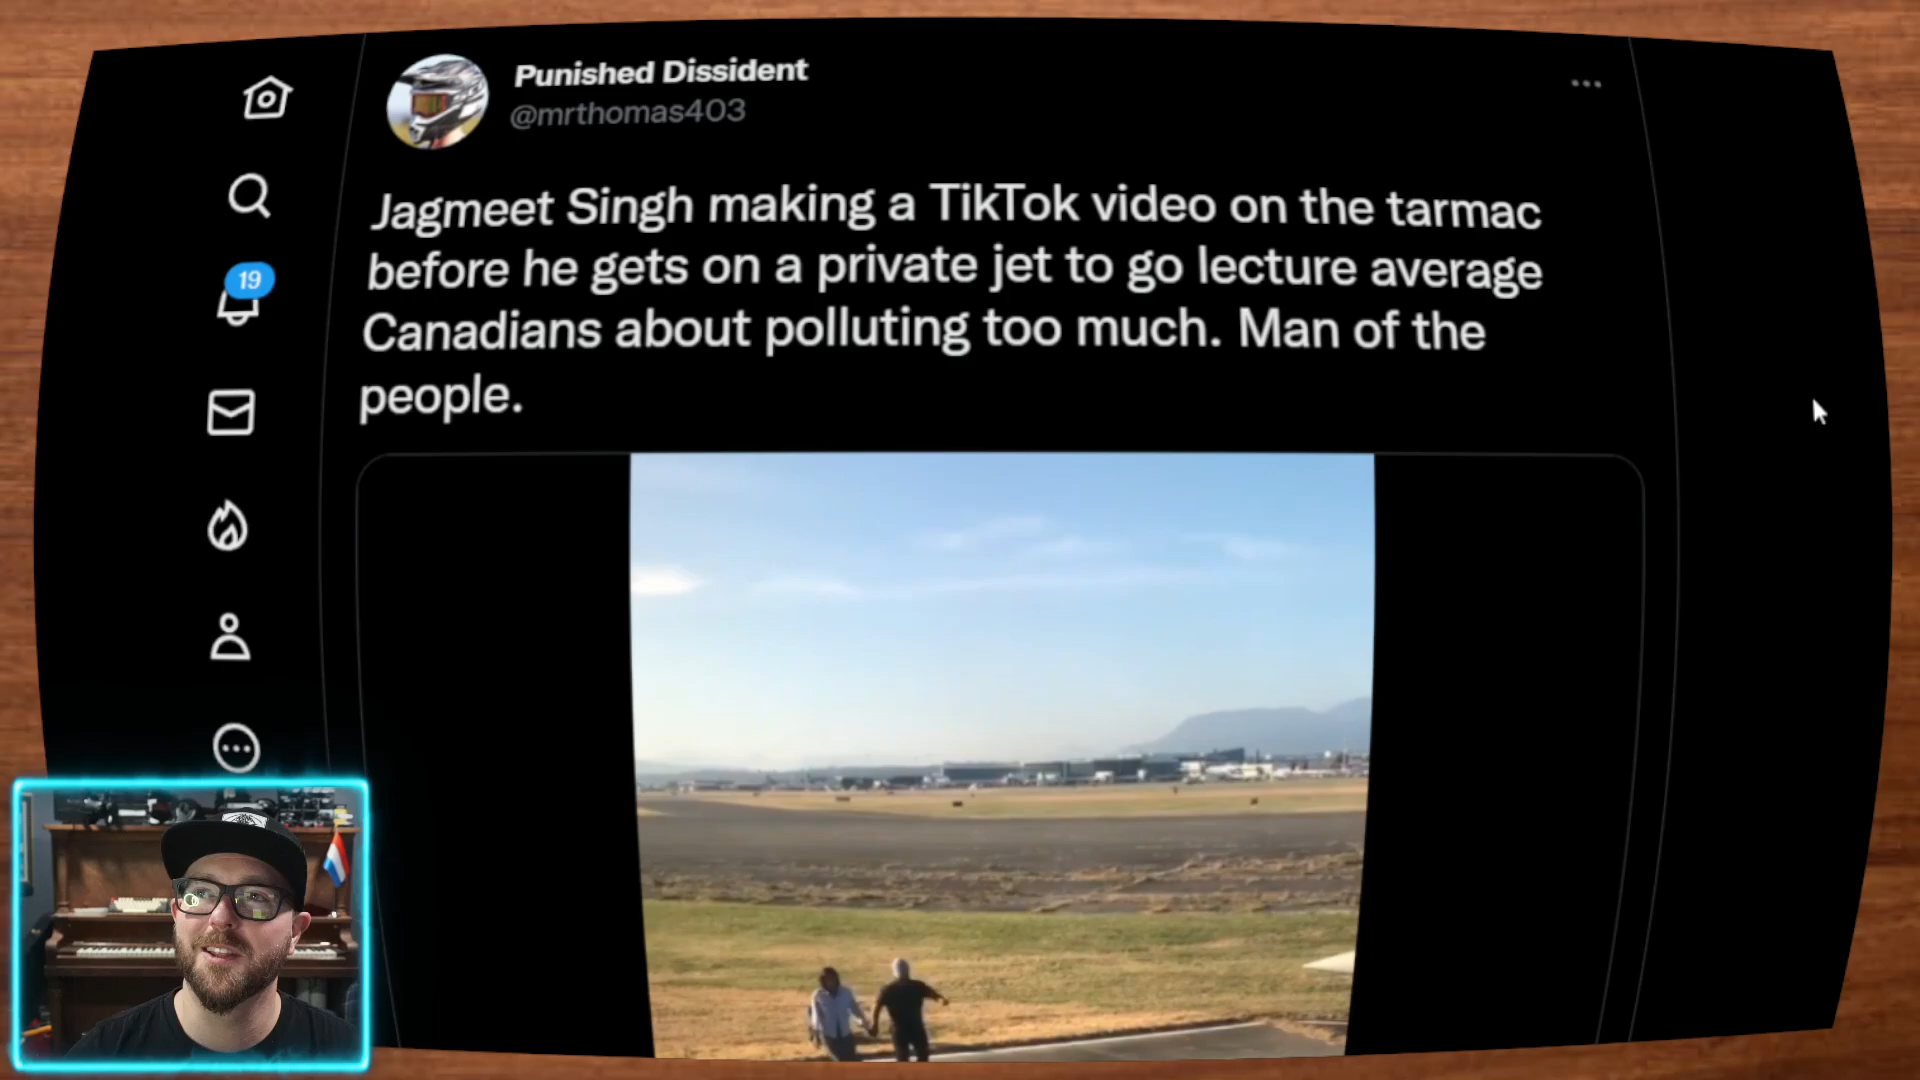 Punished Dissident
@mrthomas403
Jagmeet Singh making a TikTok video on the tarmac
before he gets on a private jet to go lecture average
Canadians about polluting too much. Man of the
people.
19